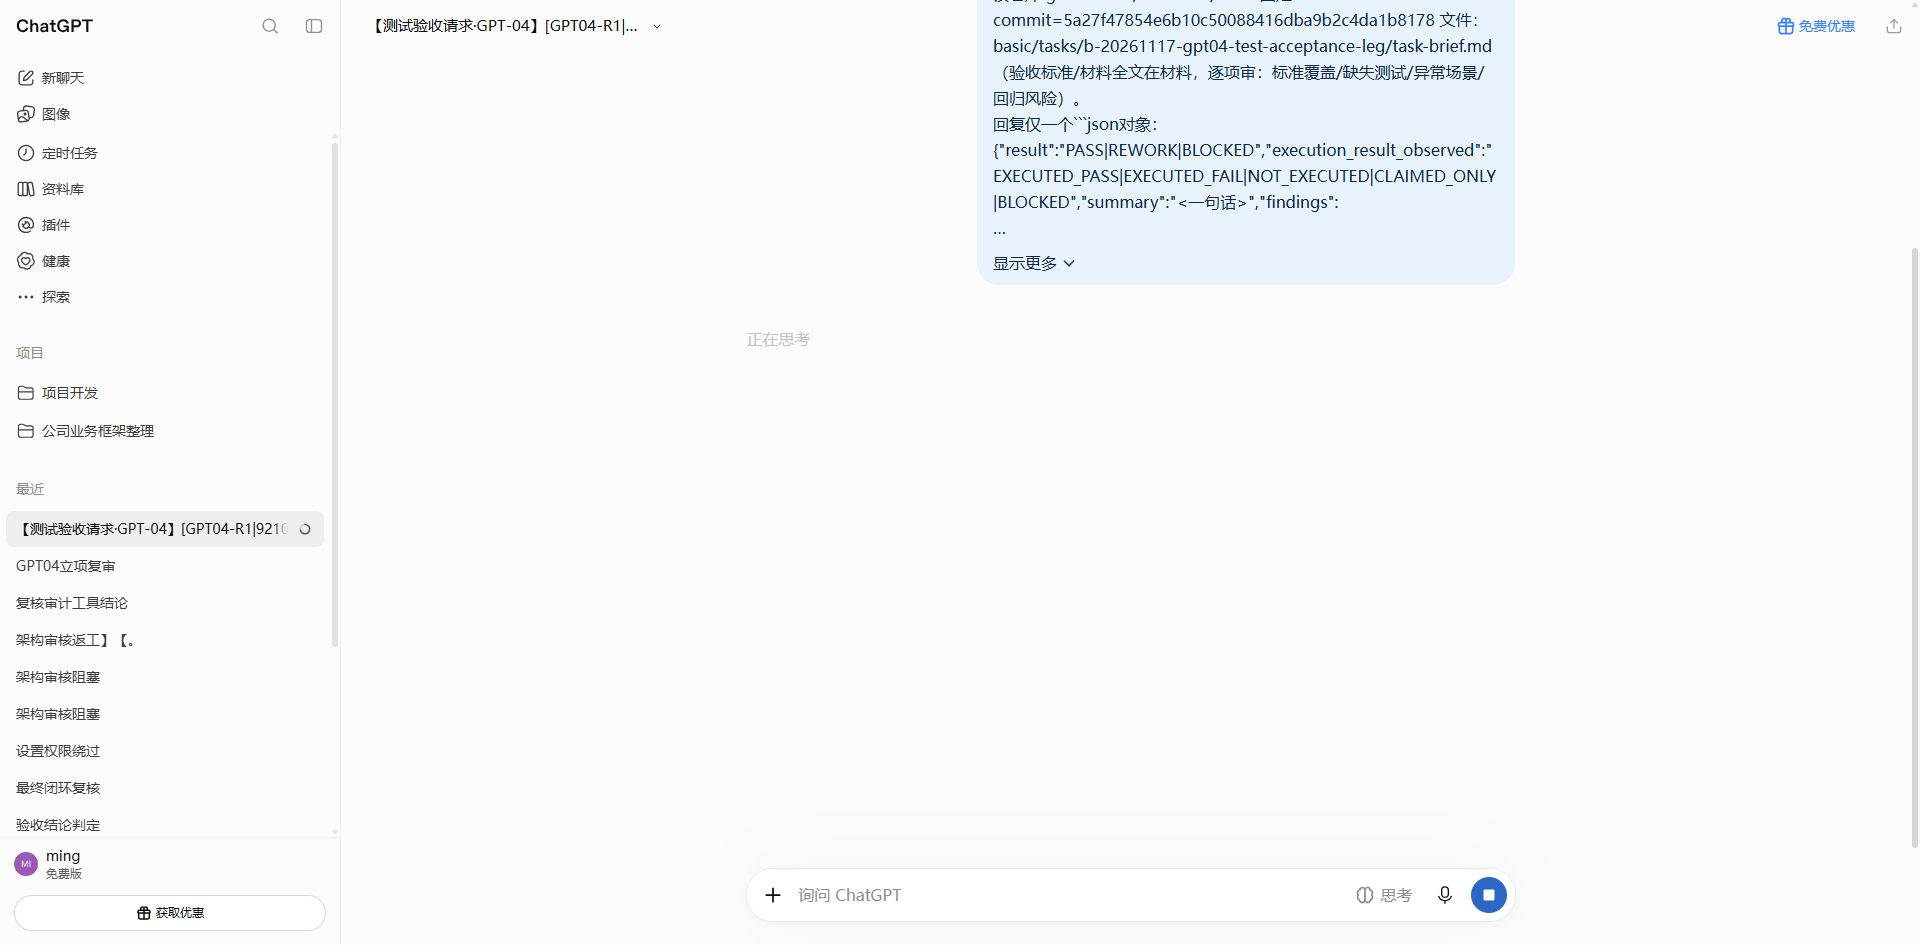 ChatGPT
新聊天
图像
定时任务
资料库
插件
健康
探索
项目
项目开发
公司业务框架整理
最近
【测试验收请求·GPT-04】[GPT04-R1|921
GPT04立项复审
复核审计工具结论
架构审核返工】【。
架构审核阻塞
架构审核阻塞
设置权限绕过
最终闭环复核
验收结论判定
MI
ming
免费版
获取优惠
【测试验收请求·GPT-04】[GPT04-R1|...
免费优惠
commit=5a27f47854e6b10c50088416dba9b2c4da1b8178 文件：
basic/tasks/b-20261117-gpt04-test-acceptance-leg/task-brief.md
（验收标准/材料全文在材料，逐项审：标准覆盖/缺失测试/异常场景/
回归风险）。
回复仅一个```json对象：
{"result":"PASS|REWORK|BLOCKED","execution_result_observed":"
EXECUTED_PASS|EXECUTED_FAIL|NOT_EXECUTED|CLAIMED_ONLY
|BLOCKED","summary":"<一句话>","findings":
...
显示更多
正在思考
询问 ChatGPT
思考